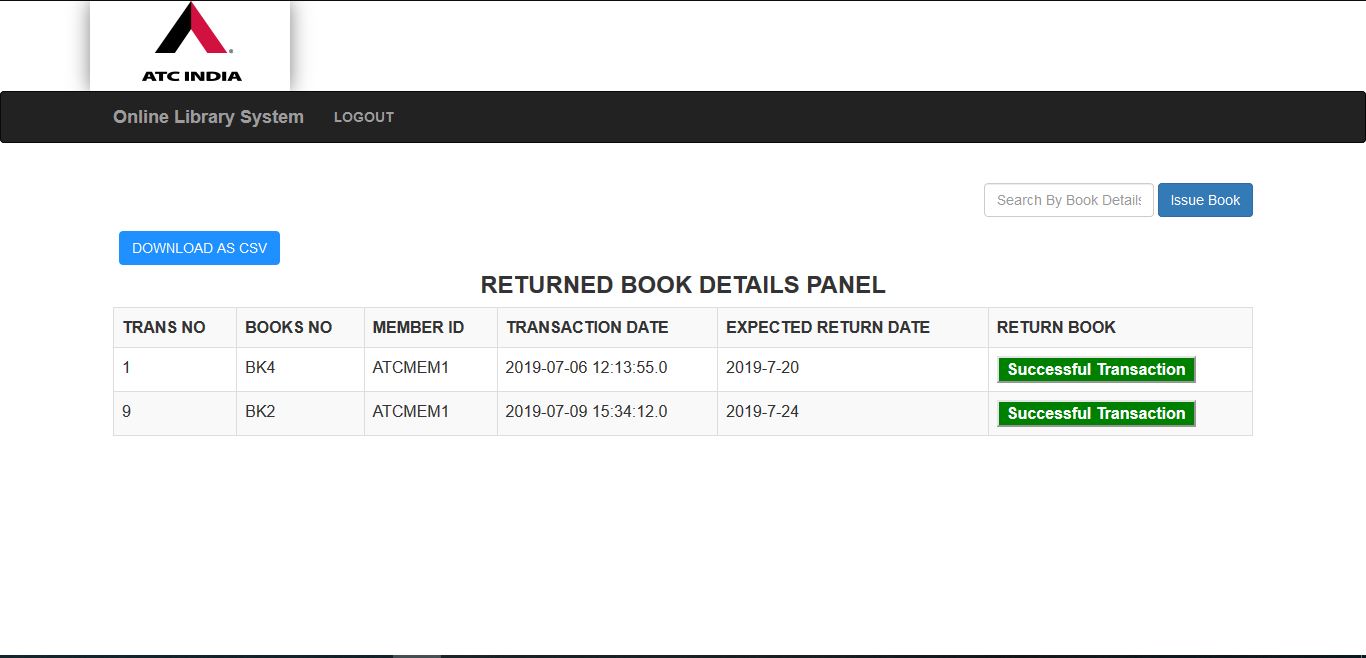 ATC INDIA
Online Library System LOGOUT
Search By Book Details Issue Book
DOWNLOAD AS CSV
RETURNED BOOK DETAILS PANEL
TRANS NO BOOKS NO MEMBER ID TRANSACTION DATE EXPECTED RETURN DATE RETURN BOOK
1 BK4 ATCMEM1 2019-07-06 12:13:55.0 2019-7-20 Successful Transaction
9 BK2 ATCMEM1 2019-07-09 15:34:12.0 2019-7-24 Successful Transaction